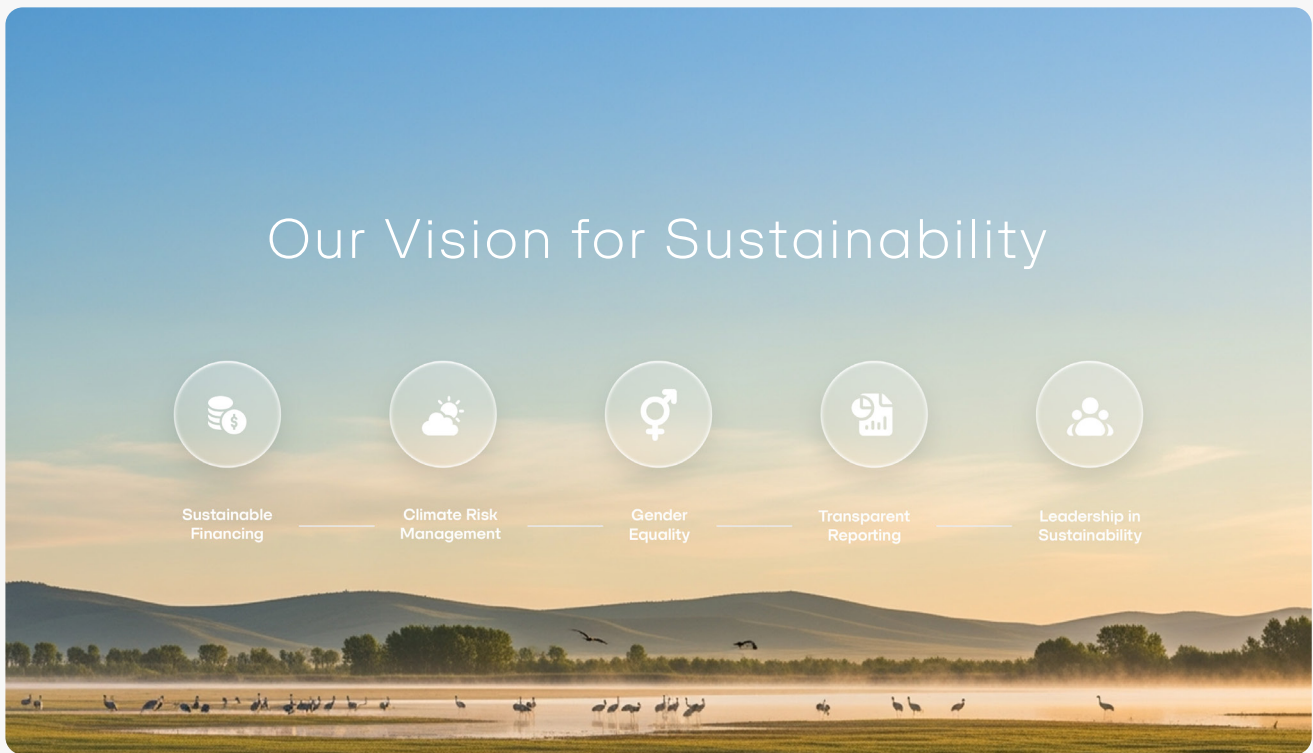 Our Vision for Sustainability
Sustainable
Financing
Climate Risk
Management
Gender
Equality
Transparent
Reporting
Leadership in
Sustainability